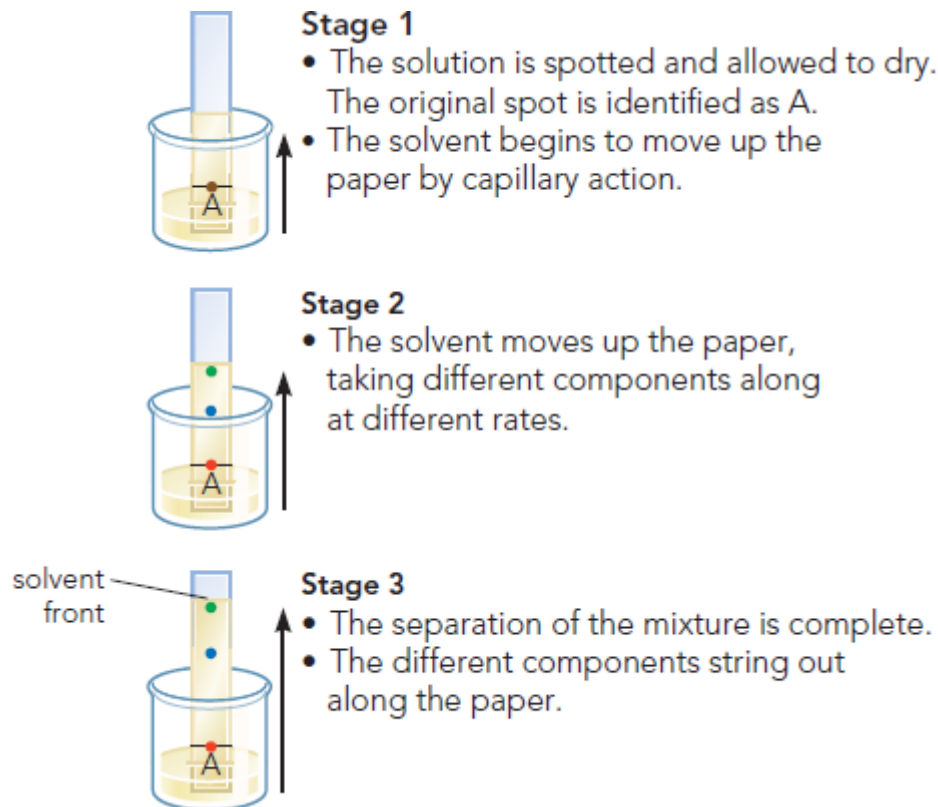 Stage 1
• The solution is spotted and allowed to dry.
The original spot is identified as A.
• The solvent begins to move up the
paper by capillary action.
A
Stage 2
• The solvent moves up the paper,
taking different components along
at different rates.
A
solvent
front
Stage 3
• The separation of the mixture is complete.
• The different components string out
along the paper.
A